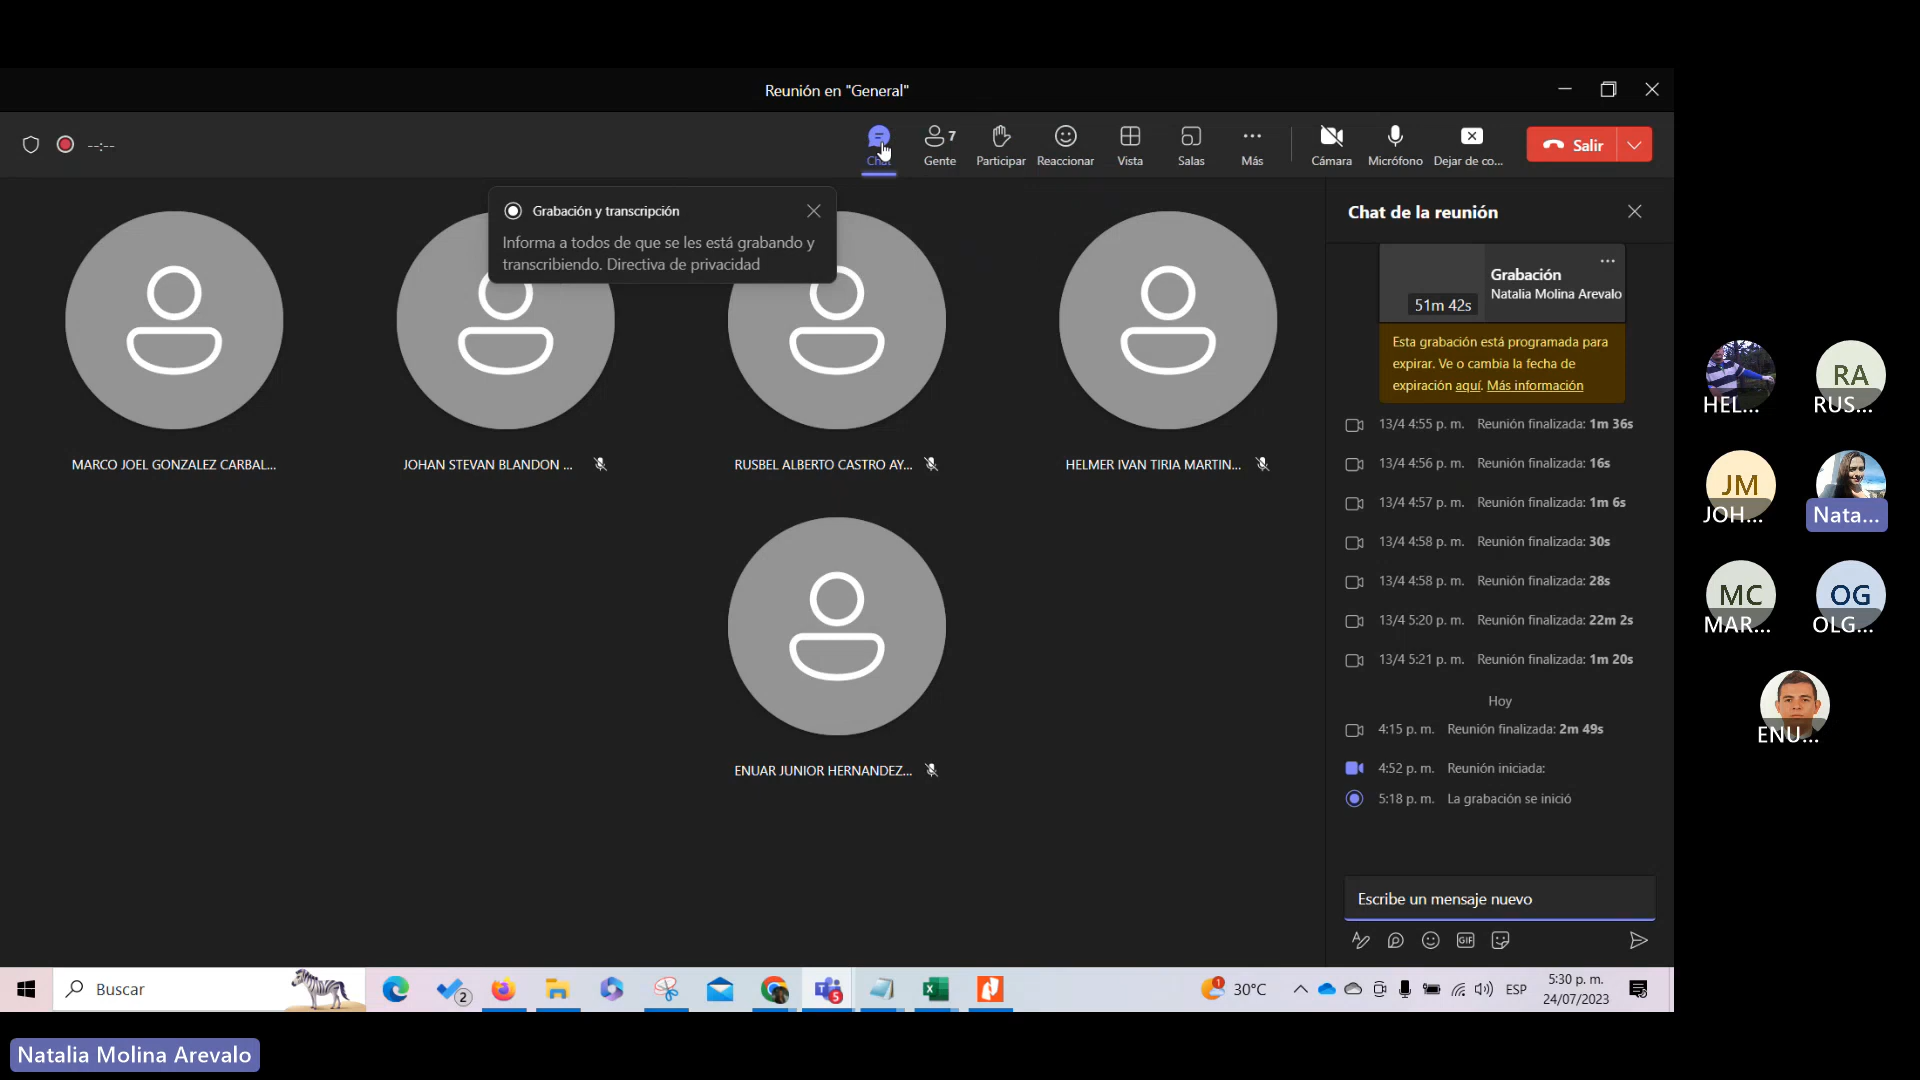 Reunión en "General"
--:--
Chat
7
Gente
Participar
Reaccionar
Vista
Salas
Más
Cámara
Micrófono
Dejar de co...
Salir
Grabación y transcripción
Informa a todos de que se les está grabando y
transcribiendo. Directiva de privacidad
MARCO JOEL GONZALEZ CARBAL...
JOHAN STEVAN BLANDON ...
RUSBEL ALBERTO CASTRO AY...
HELMER IVAN TIRIA MARTIN...
ENUAR JUNIOR HERNANDEZ...
Chat de la reunión
Grabación
Natalia Molina Arevalo
51m 42s
Esta grabación está programada para
expirar. Ve o cambia la fecha de
expiración aquí. Más información
13/4 4:55 p. m. Reunión finalizada: 1m 36s
13/4 4:56 p. m. Reunión finalizada: 16s
13/4 4:57 p. m. Reunión finalizada: 1m 6s
13/4 4:58 p. m. Reunión finalizada: 30s
13/4 4:58 p. m. Reunión finalizada: 28s
13/4 5:20 p. m. Reunión finalizada: 22m 2s
13/4 5:21 p. m. Reunión finalizada: 1m 20s
Hoy
4:15 p. m. Reunión finalizada: 2m 49s
4:52 p. m. Reunión iniciada:
5:18 p. m. La grabación se inició
Escribe un mensaje nuevo
GIF
HEL...
RA
RUS...
JM
JOH...
Nata...
MC
MAR...
OG
OLG...
ENU...
Buscar
2
5
1
30°C
ESP
5:30 p. m.
24/07/2023
Natalia Molina Arevalo